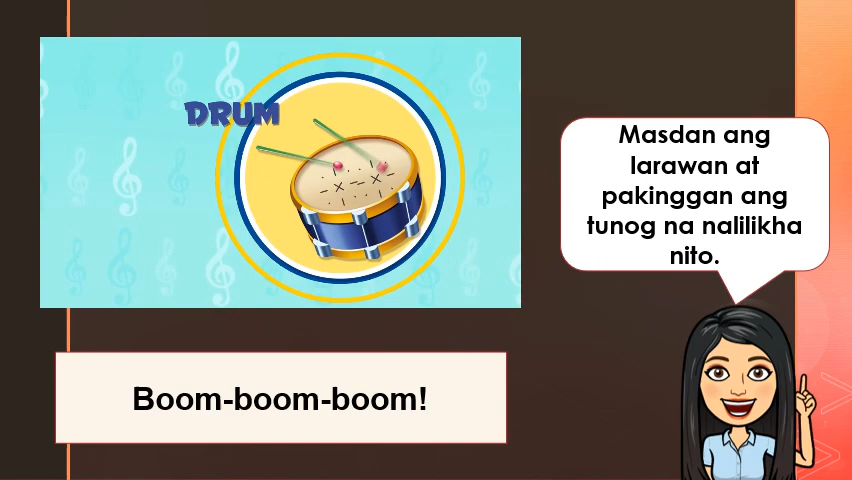 DRUM
Masdan ang
larawan at
pakinggan ang
tunog na nalilikha
nito.
Boom-boom-boom!